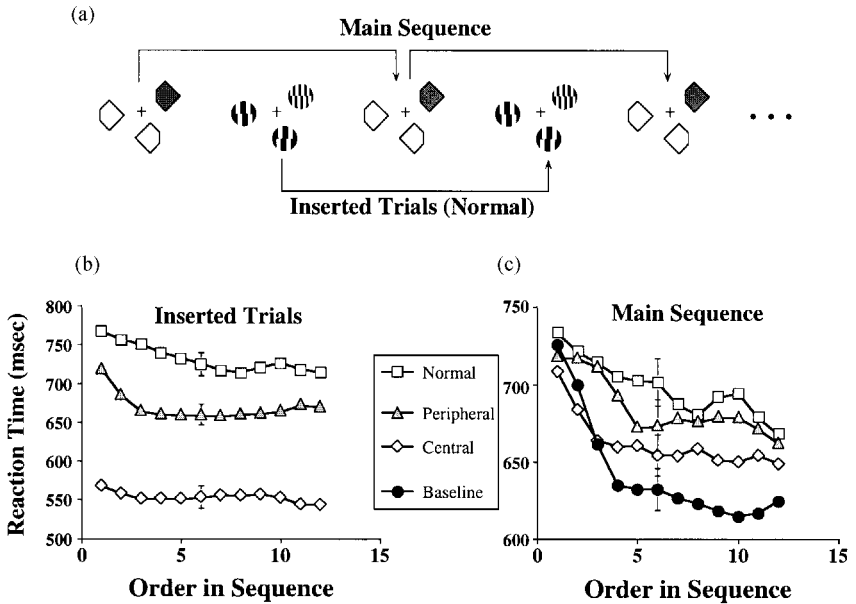 (a)
Main Sequence
+ + + + + • • •
Inserted Trials (Normal)
(b)
Inserted Trials
Reaction Time (msec)
800
750
700
650
600
550
500
0 5 10 15
Order in Sequence
Normal
Peripheral
Central
Baseline
(c)
Main Sequence
750
700
650
600
0 5 10 15
Order in Sequence